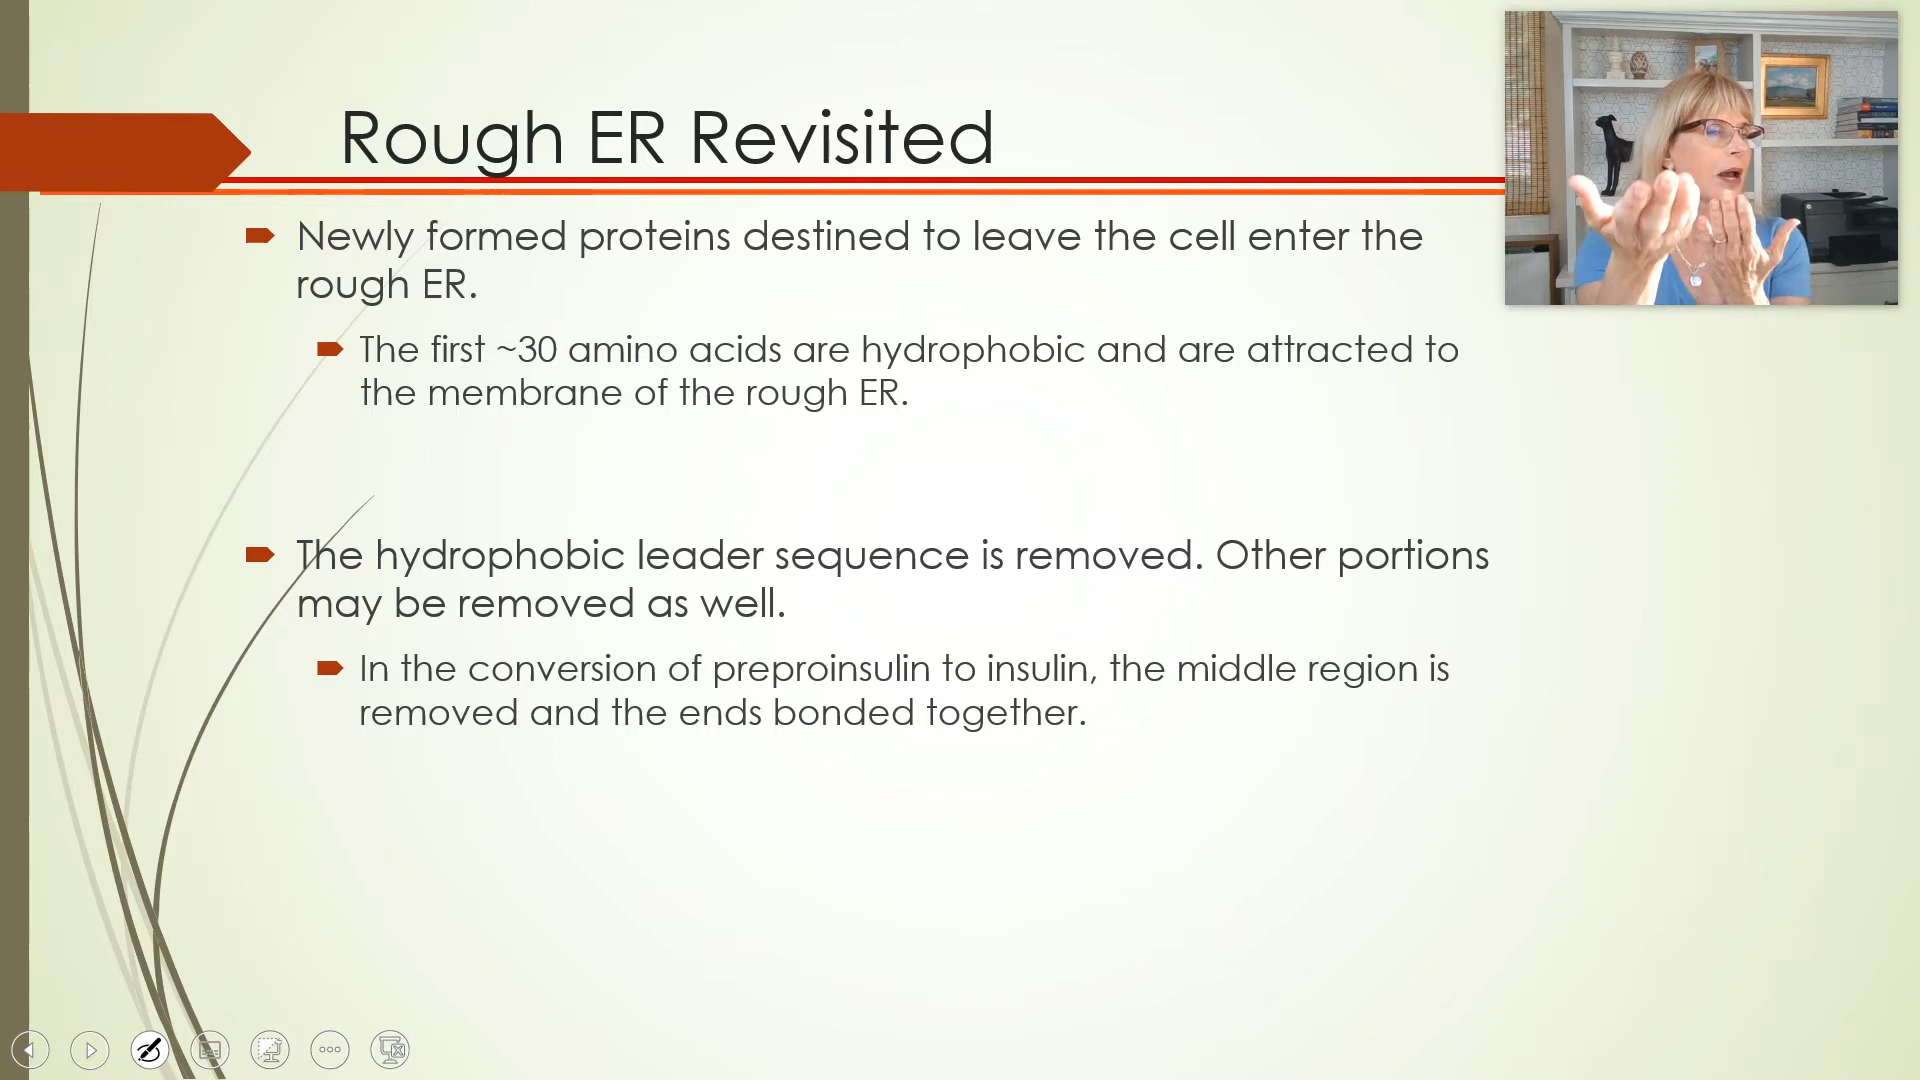 Rough ER Revisited
Newly formed proteins destined to leave the cell enter the
rough ER.
The first ~30 amino acids are hydrophobic and are attracted to
the membrane of the rough ER.
The hydrophobic leader sequence is removed. Other portions
may be removed as well.
In the conversion of preproinsulin to insulin, the middle region is
removed and the ends bonded together.